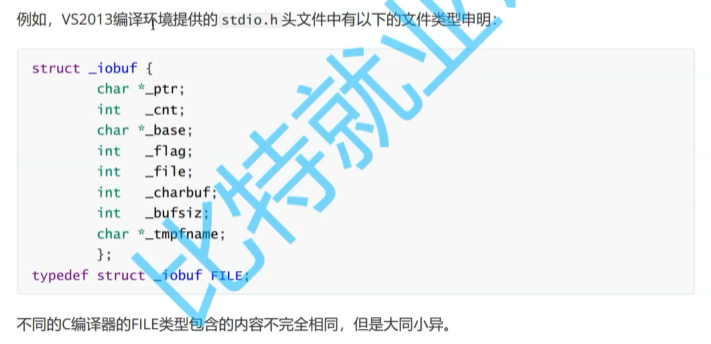 例如，VS2013编译环境提供的 stdio.h 头文件中有以下的文件类型申明：
struct _iobuf {
        char *_ptr;
        int   _cnt;
        char *_base;
        int   _flag;
        int   _file;
        int   _charbuf;
        int   _bufsiz;
        char *_tmpfname;
        };
typedef struct _iobuf FILE;
不同的C编译器的FILE类型包含的内容不完全相同，但是大同小异。
比特就业